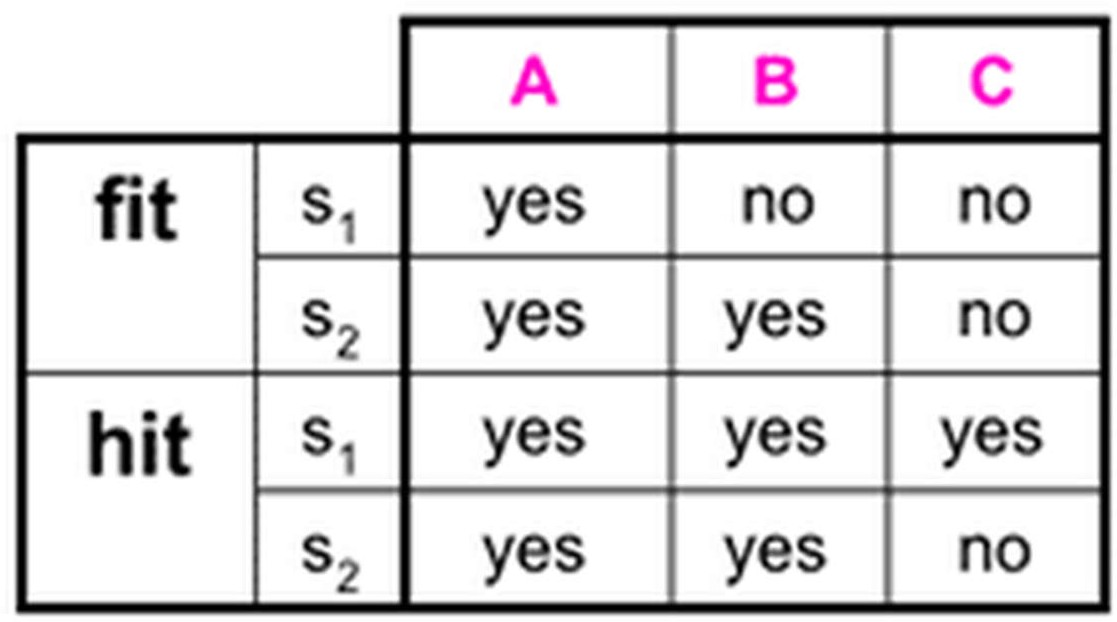 A B C
fit s₁ yes no no
s₂ yes yes no
hit s₁ yes yes yes
s₂ yes yes no